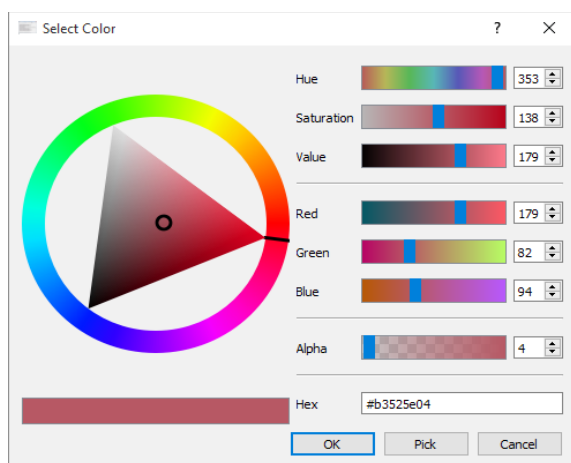 Select Color
?
Hue 353
Saturation 138
Value 179
Red 179
Green 82
Blue 94
Alpha 4
Hex #b3525e04
OK Pick Cancel